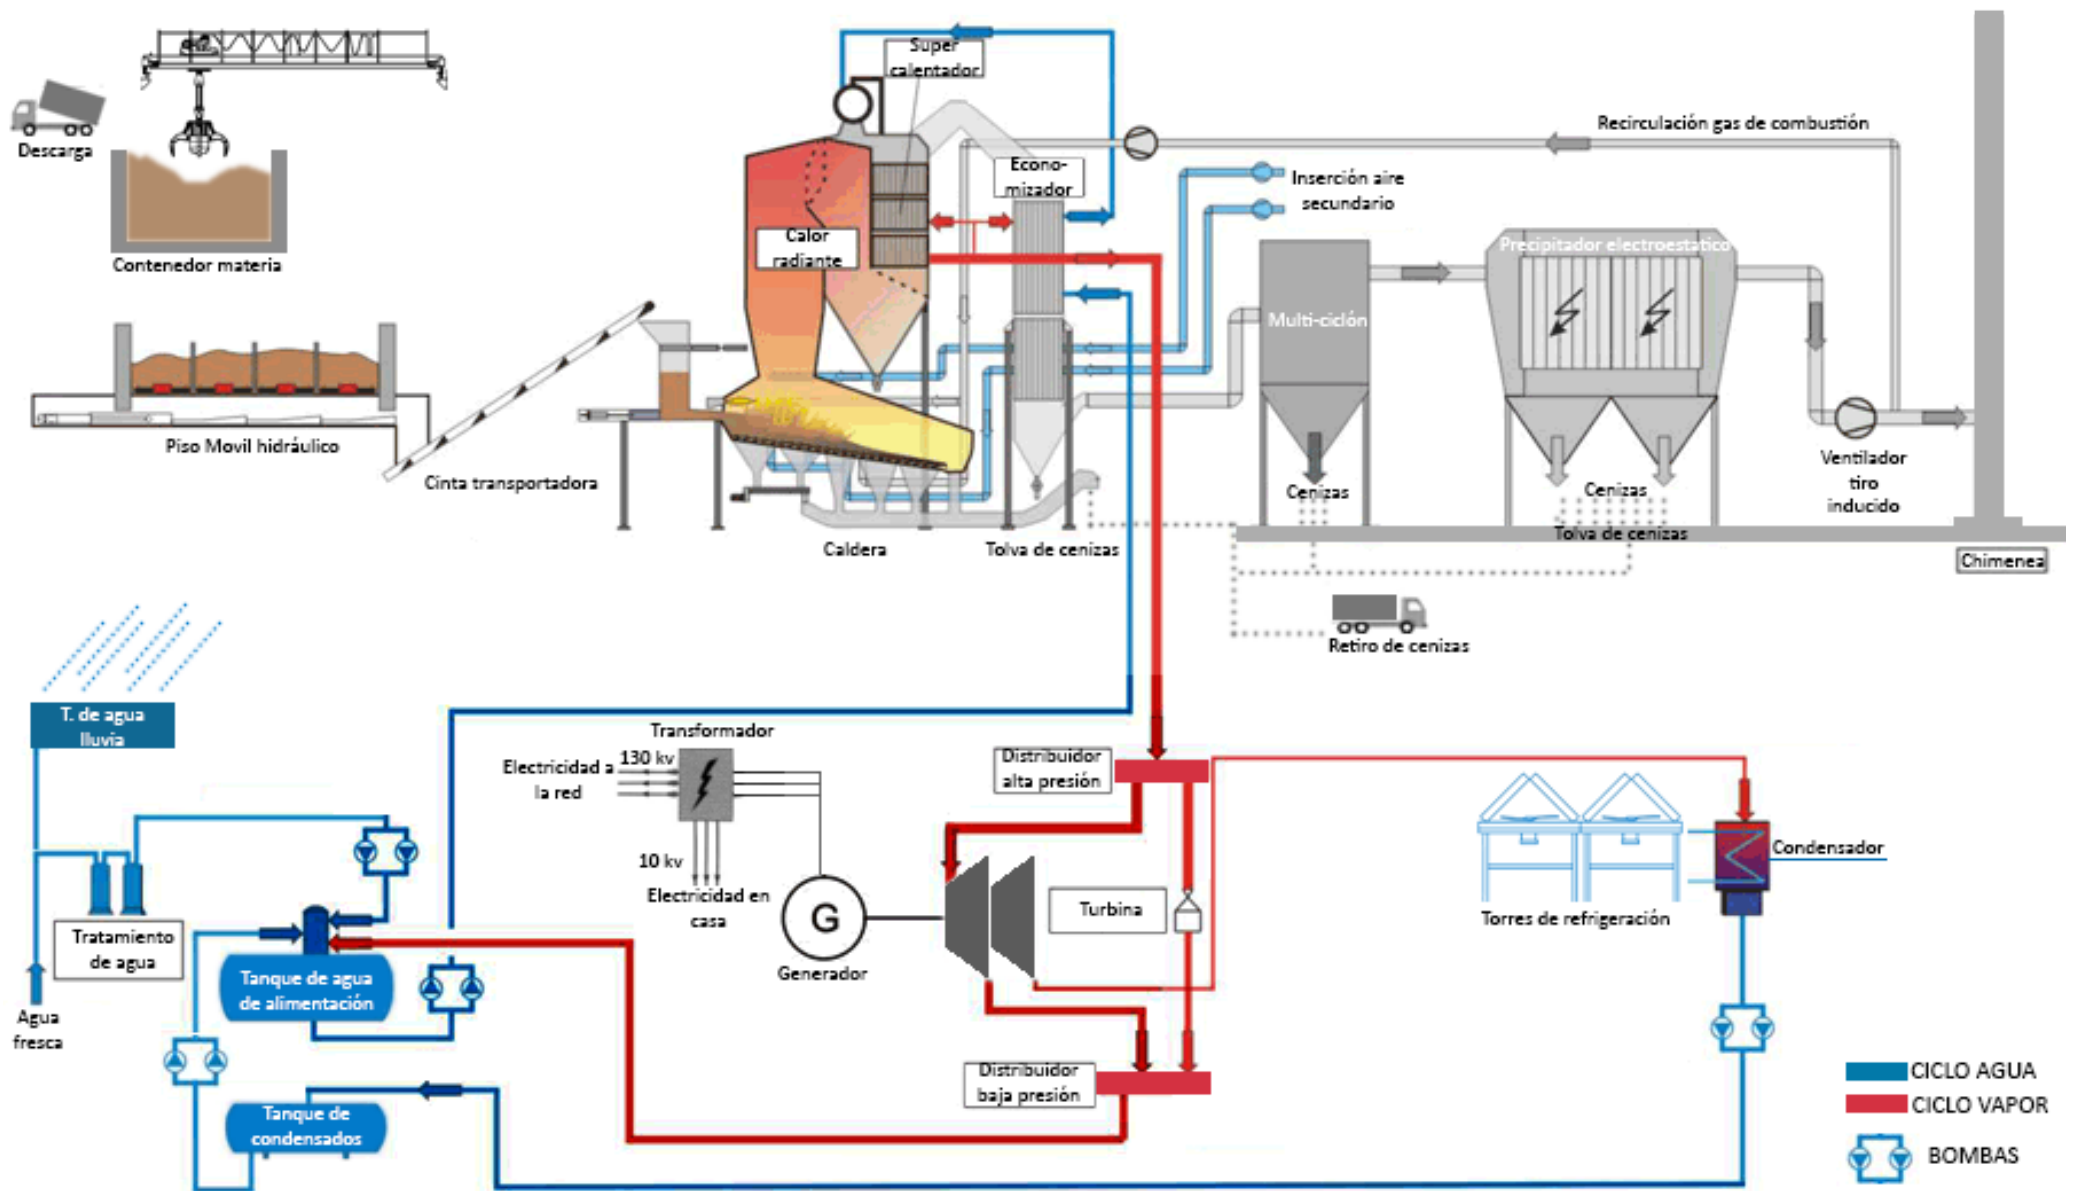 Super
calentador
Descarga
Recirculación gas de combustión
Econo-
mizador
Inserción aire
secundario
Contenedor materia
Calor
radiante
Precipitador electroestatico
Multi-ciclón
Piso Movil hidráulico
Cinta transportadora
Ventilador
tiro
inducido
Cenizas
Cenizas
Tolva de cenizas
Caldera
Tolva de cenizas
Chimenea
Retiro de cenizas
T. de agua
lluvia
Transformador
Electricidad a
la red
130 kv
Distribuidor
alta presión
10 kv
Electricidad en
casa
Condensador
G
Turbina
Torres de refrigeración
Tratamiento
de agua
Generador
Tanque de agua
de alimentación
Agua
fresca
Distribuidor
baja presión
Tanque de
condensados
CICLO AGUA
CICLO VAPOR
BOMBAS